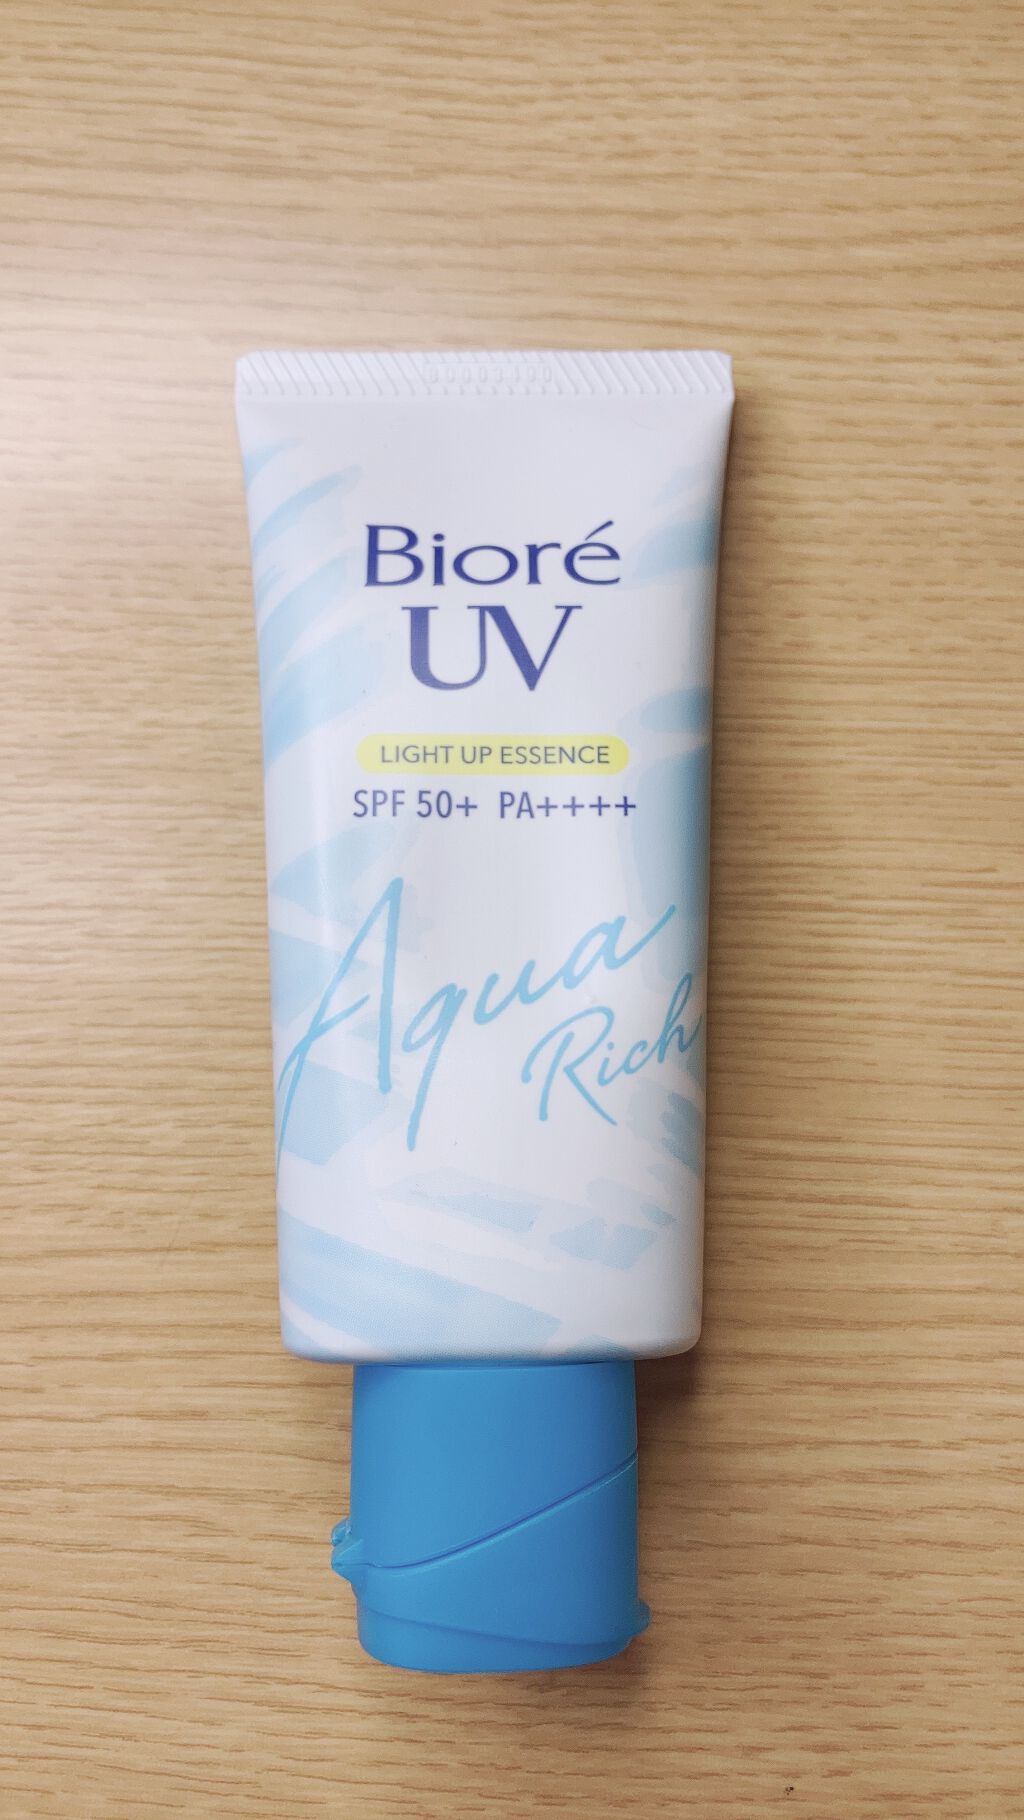 Bioré
UV
LIGHT UP ESSENCE
SPF 50+ PA++++
Aqua
Rich